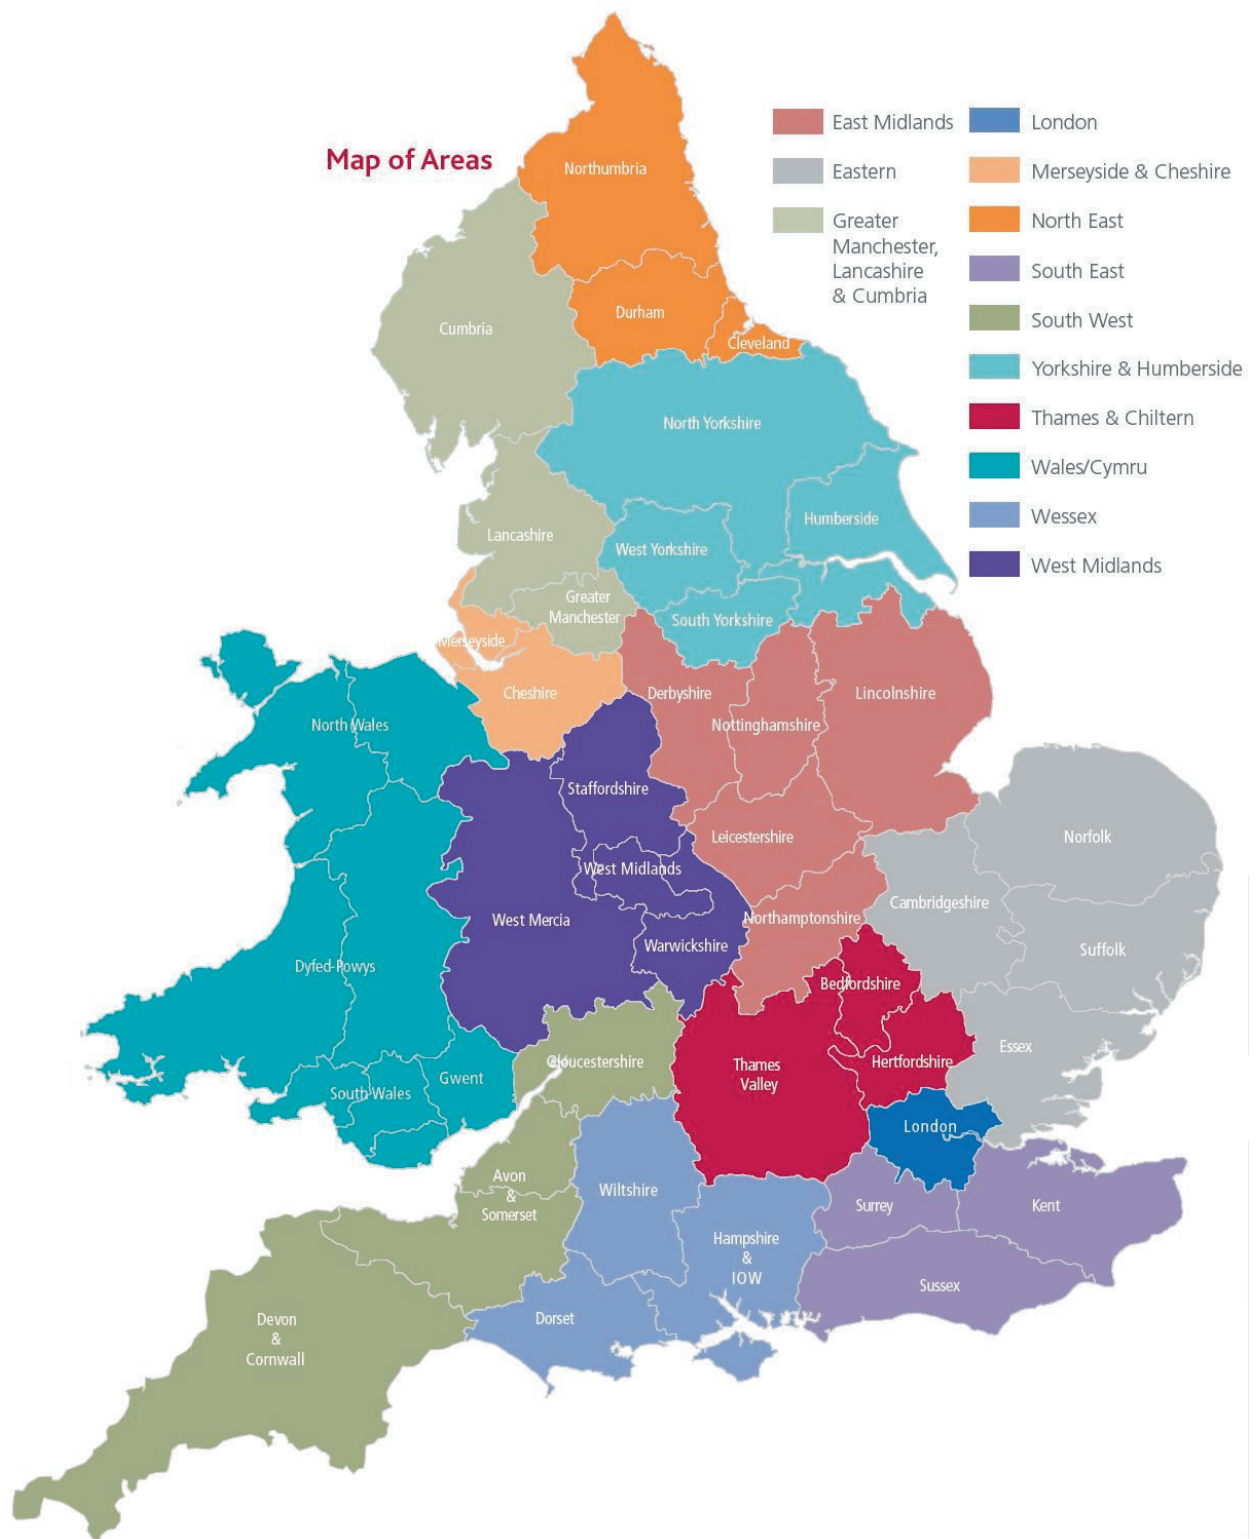 Map of Areas
East Midlands
Eastern
Greater
Manchester,
Lancashire
& Cumbria
London
Merseyside & Cheshire
North East
South East
South West
Yorkshire & Humberside
Thames & Chiltern
Wales/Cymru
Wessex
West Midlands
Northumbria
Durham
Cleveland
Cumbria
North Yorkshire
Humberside
Lancashire
West Yorkshire
Greater
Manchester
South Yorkshire
Merseyside
Cheshire
Derbyshire
Lincolnshire
North Wales
Nottinghamshire
Staffordshire
Leicestershire
Norfolk
West Midlands
Cambridgeshire
West Mercia
Northamptonshire
Warwickshire
Suffolk
Dyfed-Powys
Bedfordshire
Essex
Gloucestershire
Hertfordshire
Thames
Valley
Gwent
South Wales
London
Avon
&
Somerset
Wiltshire
Surrey
Kent
Hampshire
&
IOW
Sussex
Dorset
Devon
&
Cornwall